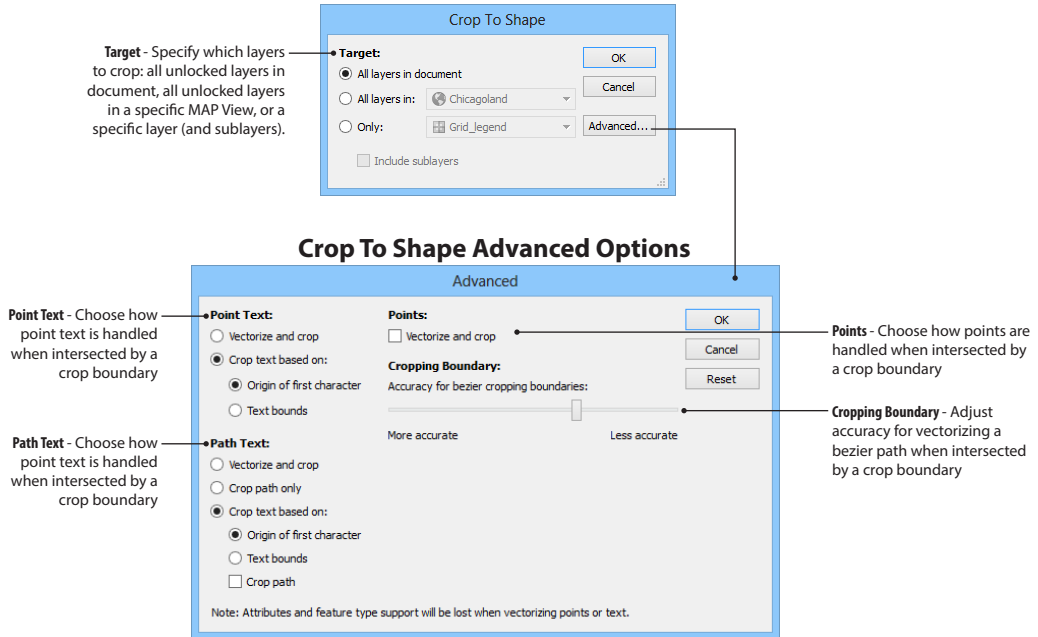 Crop To Shape
Target - Specify which layers
to crop: all unlocked layers in
document, all unlocked layers
in a specific MAP View, or a
specific layer (and sublayers).
Target:
All layers in document
All layers in:
Chicagoland
Only:
Grid_legend
Include sublayers
OK
Cancel
Advanced...
Crop To Shape Advanced Options
Advanced
Point Text - Choose how
point text is handled
when intersected by a
crop boundary
Path Text - Choose how
point text is handled
when intersected by a
crop boundary
Point Text:
Vectorize and crop
Crop text based on:
Origin of first character
Text bounds
Path Text:
Vectorize and crop
Crop path only
Crop text based on:
Origin of first character
Text bounds
Crop path
Points:
Vectorize and crop
Cropping Boundary:
Accuracy for bezier cropping boundaries:
More accurate
Less accurate
OK
Cancel
Reset
Note: Attributes and feature type support will be lost when vectorizing points or text.
Points - Choose how points are
handled when intersected by
a crop boundary
Cropping Boundary - Adjust
accuracy for vectorizing a
bezier path when intersected
by a crop boundary